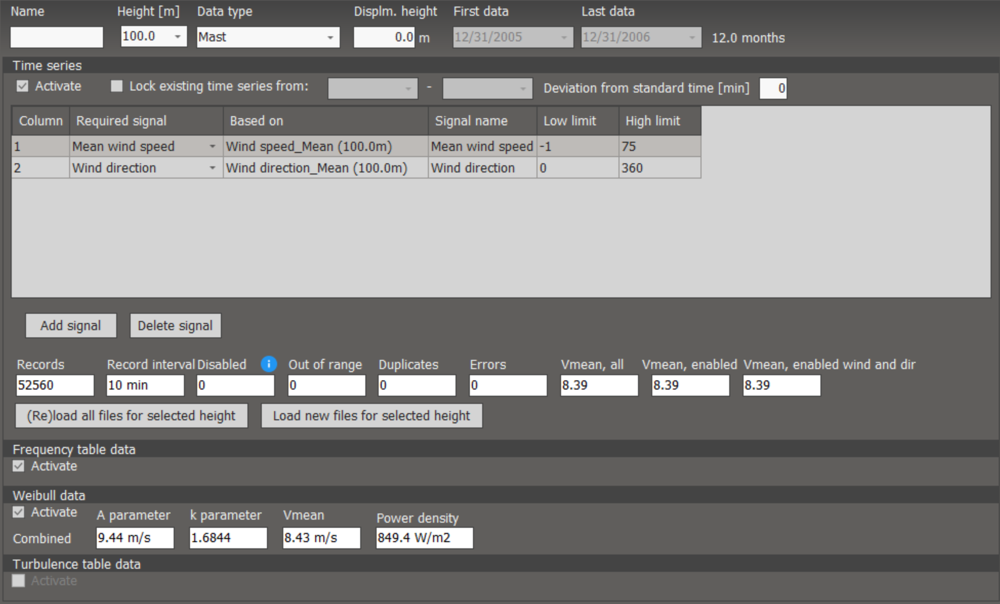 Name Height [m] Data type Displm. height First data Last data
100.0 Mast 0.0 m 12/31/2005 12/31/2006 12.0 months
Time series
Activate Lock existing time series from: - Deviation from standard time [min] 0
Column Required signal Based on Signal name Low limit High limit
1 Mean wind speed Wind speed_Mean (100.0m) Mean wind speed -1 75
2 Wind direction Wind direction_Mean (100.0m) Wind direction 0 360
Add signal Delete signal
Records Record interval Disabled i Out of range Duplicates Errors Vmean, all Vmean, enabled Vmean, enabled wind and dir
52560 10 min 0 0 0 0 8.39 8.39 8.39
(Re)load all files for selected height Load new files for selected height
Frequency table data
Activate
Weibull data
Activate A parameter k parameter Vmean Power density
Combined 9.44 m/s 1.6844 8.43 m/s 849.4 W/m2
Turbulence table data
Activate